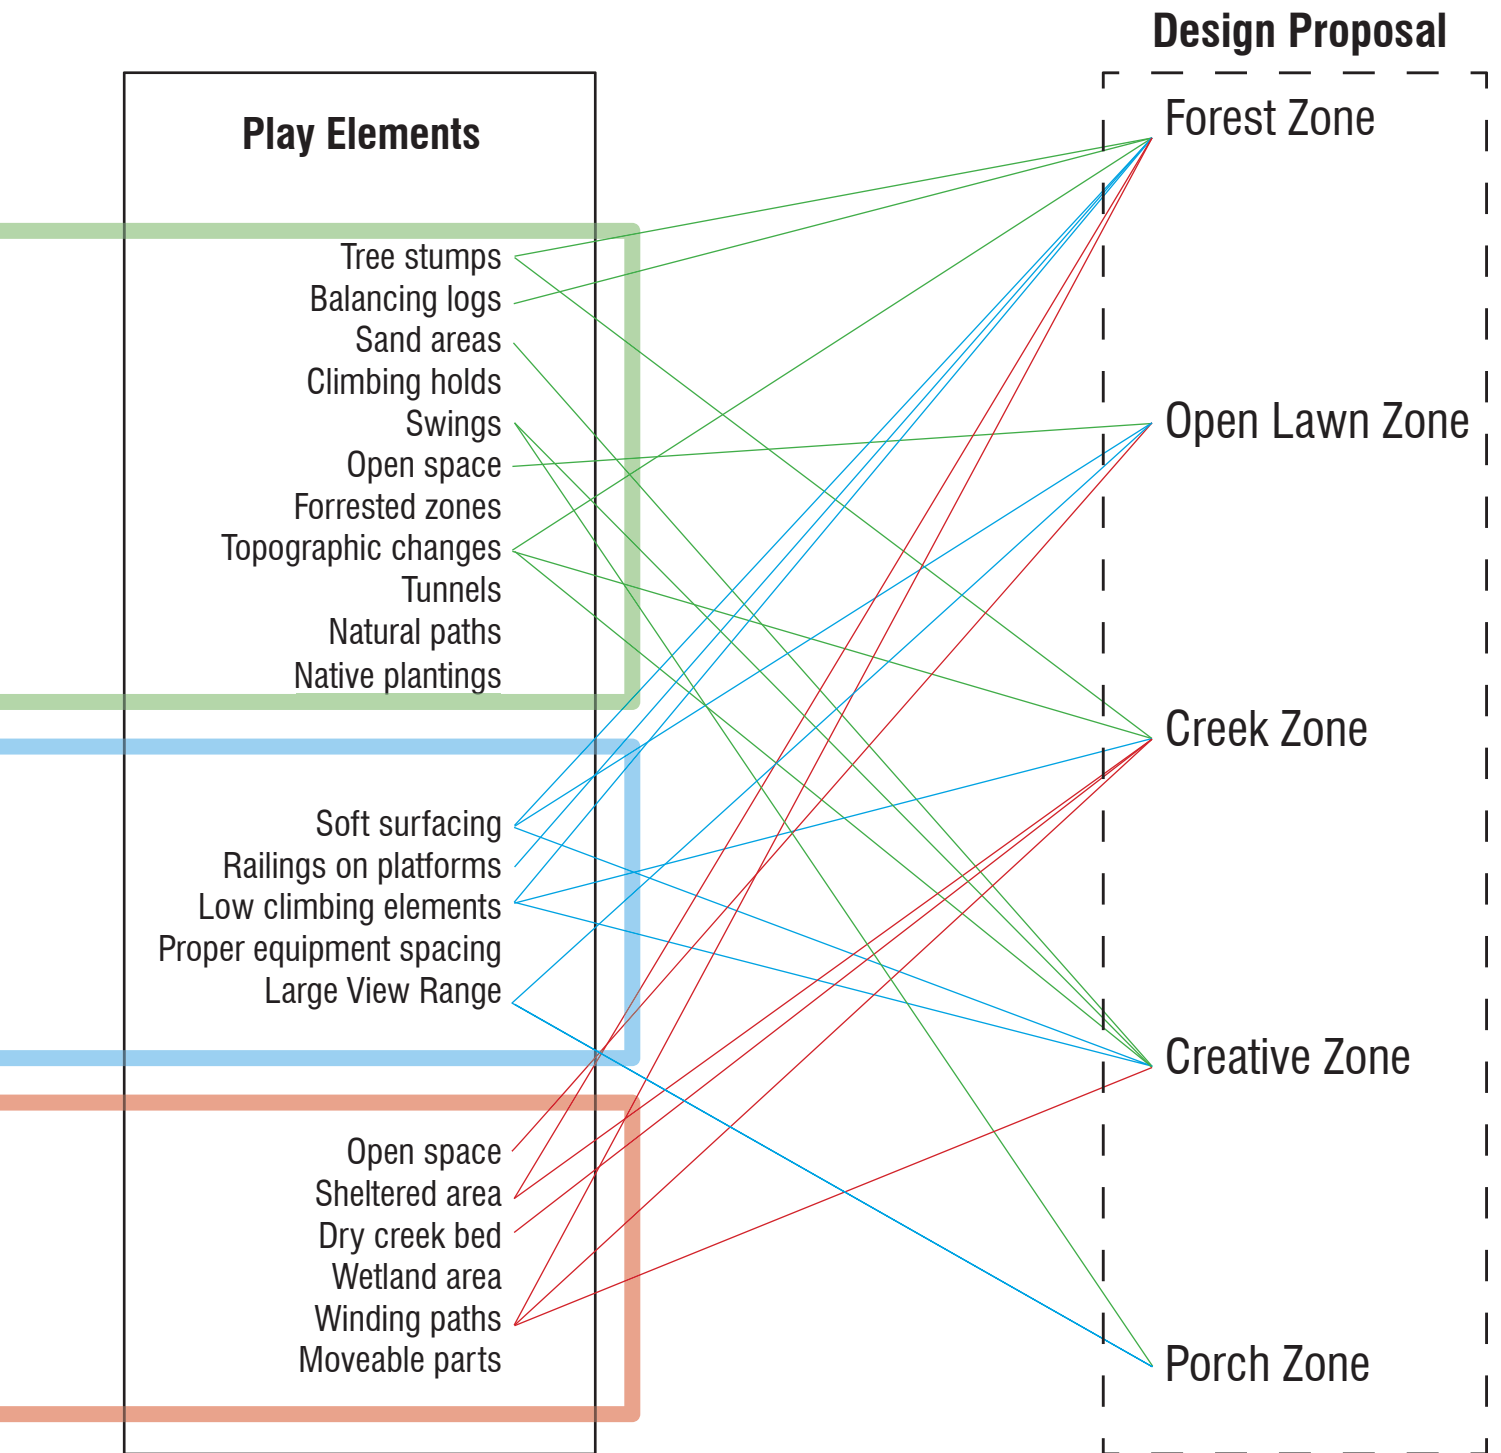 Design Proposal
Play Elements
Tree stumps
Balancing logs
Sand areas
Climbing holds
Swings
Open space
Forrested zones
Topographic changes
Tunnels
Natural paths
Native plantings
Soft surfacing
Railings on platforms
Low climbing elements
Proper equipment spacing
Large View Range
Open space
Sheltered area
Dry creek bed
Wetland area
Winding paths
Moveable parts
Forest Zone
Open Lawn Zone
Creek Zone
Creative Zone
Porch Zone